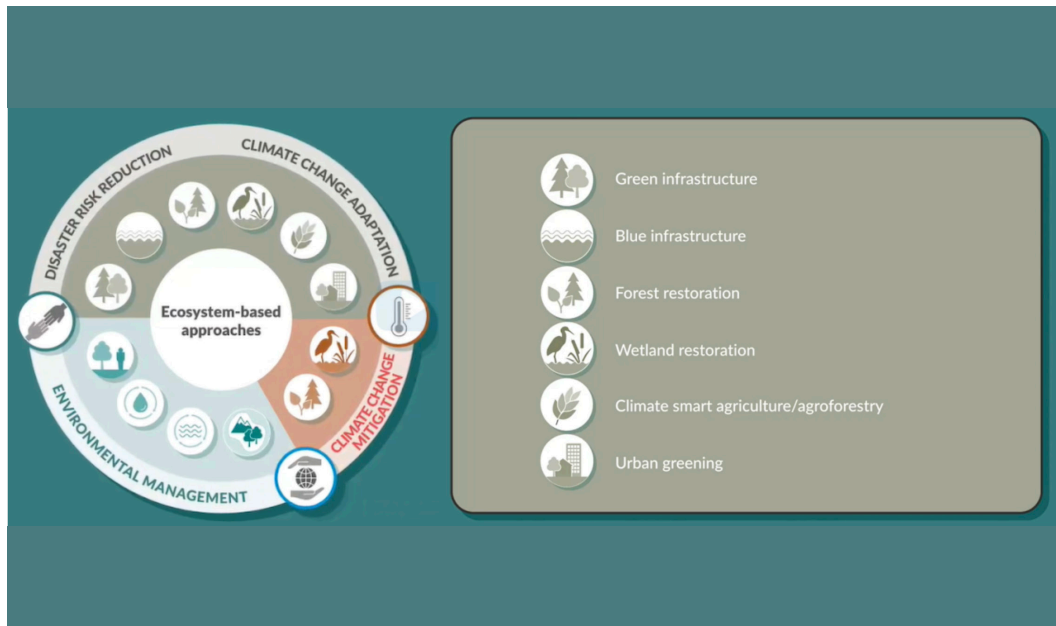 DISASTER RISK REDUCTION
CLIMATE CHANGE ADAPTATION
Ecosystem-based
approaches
CLIMATE CHANGE
MITIGATION
ENVIRONMENTAL MANAGEMENT
Green infrastructure
Blue infrastructure
Forest restoration
Wetland restoration
Climate smart agriculture/agroforestry
Urban greening